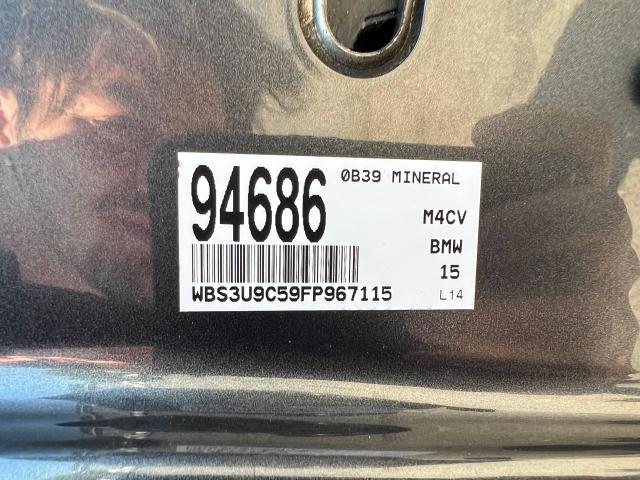 94686
0B39 MINERAL
M4CV
BMW
15
WBS3U9C59FP967115
L14